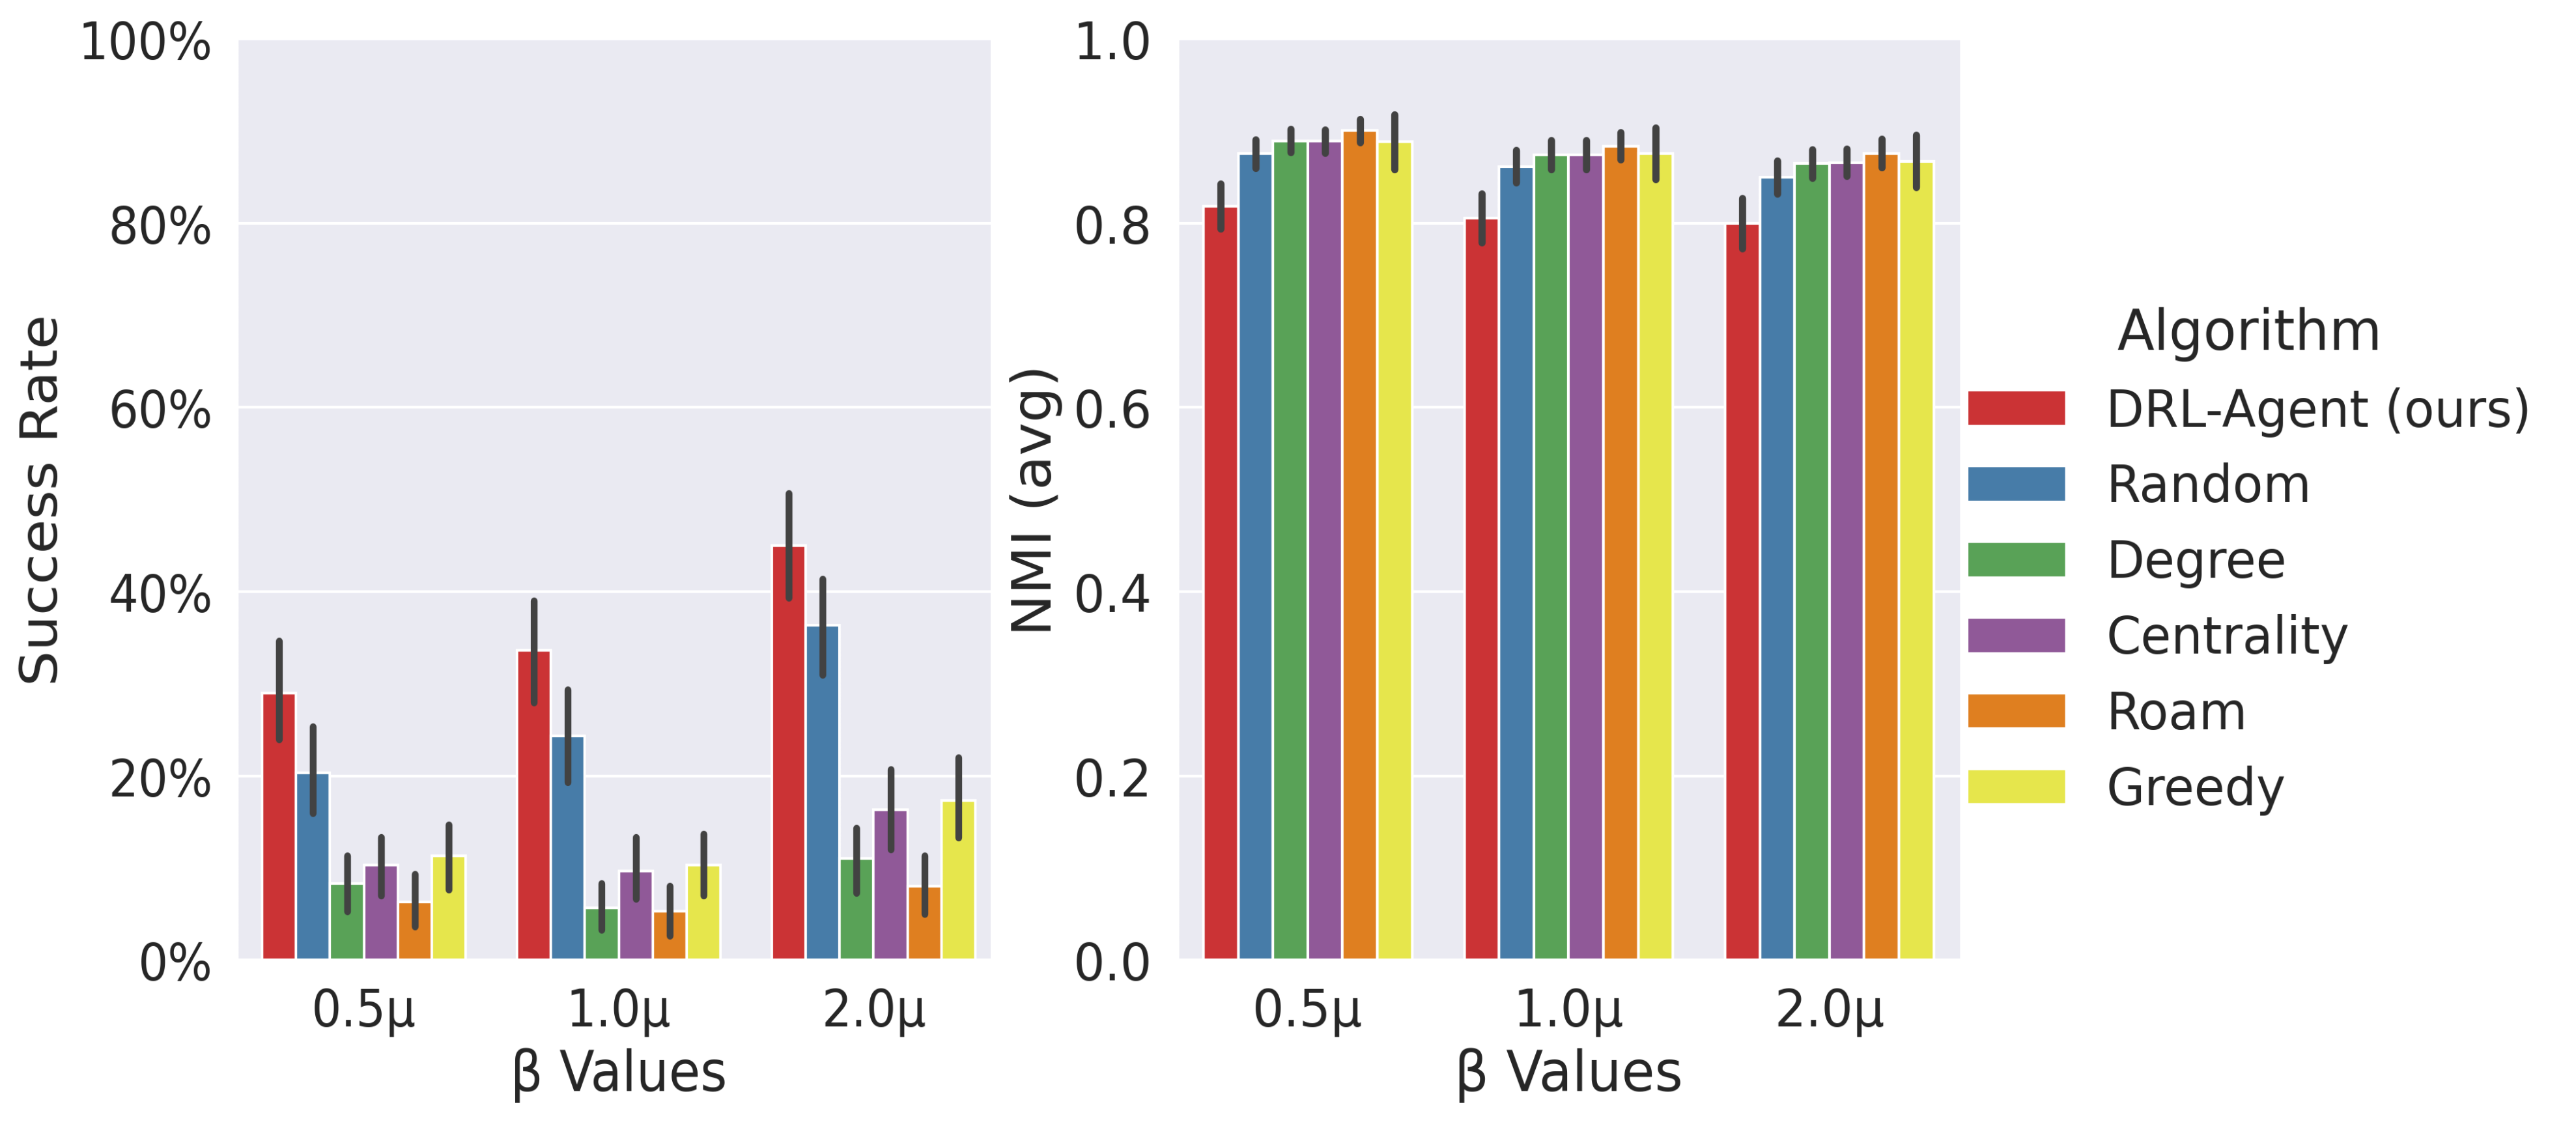 100%
80%
60%
40%
20%
0%
Success Rate
0.5μ 1.0μ 2.0μ
β Values
1.0
0.8
0.6
0.4
0.2
0.0
NMI (avg)
0.5μ 1.0μ 2.0μ
β Values
Algorithm
DRL-Agent (ours)
Random
Degree
Centrality
Roam
Greedy